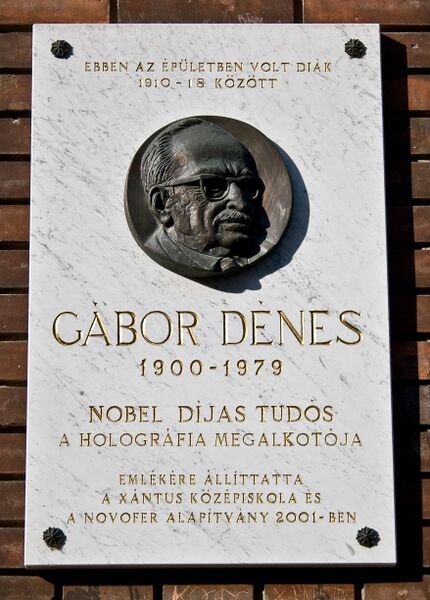 EBBEN AZ ÉPÜLETBEN VOLT DIÁK
1910-18 KÖZÖTT
GÁBOR DÉNES
1900-1979
NOBEL DÍJAS TUDÓS
A HOLOGRÁFIA MEGALKOTÓJA
EMLÉKÉRE ÁLLÍTTATTA
A XÁNTUS KÖZÉPISKOLA ÉS
A NOVOFER ALAPÍTVÁNY 2001-BEN